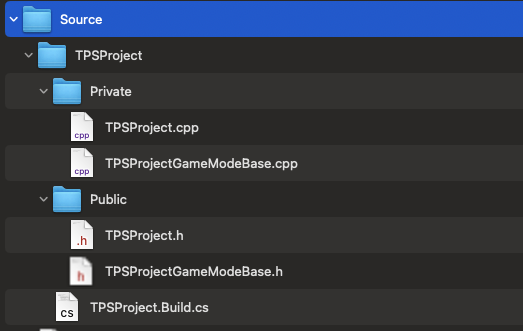 Source
TPSProject
Private
cpp
TPSProject.cpp
cpp
TPSProjectGameModeBase.cpp
Public
.h
TPSProject.h
h
TPSProjectGameModeBase.h
cs
TPSProject.Build.cs